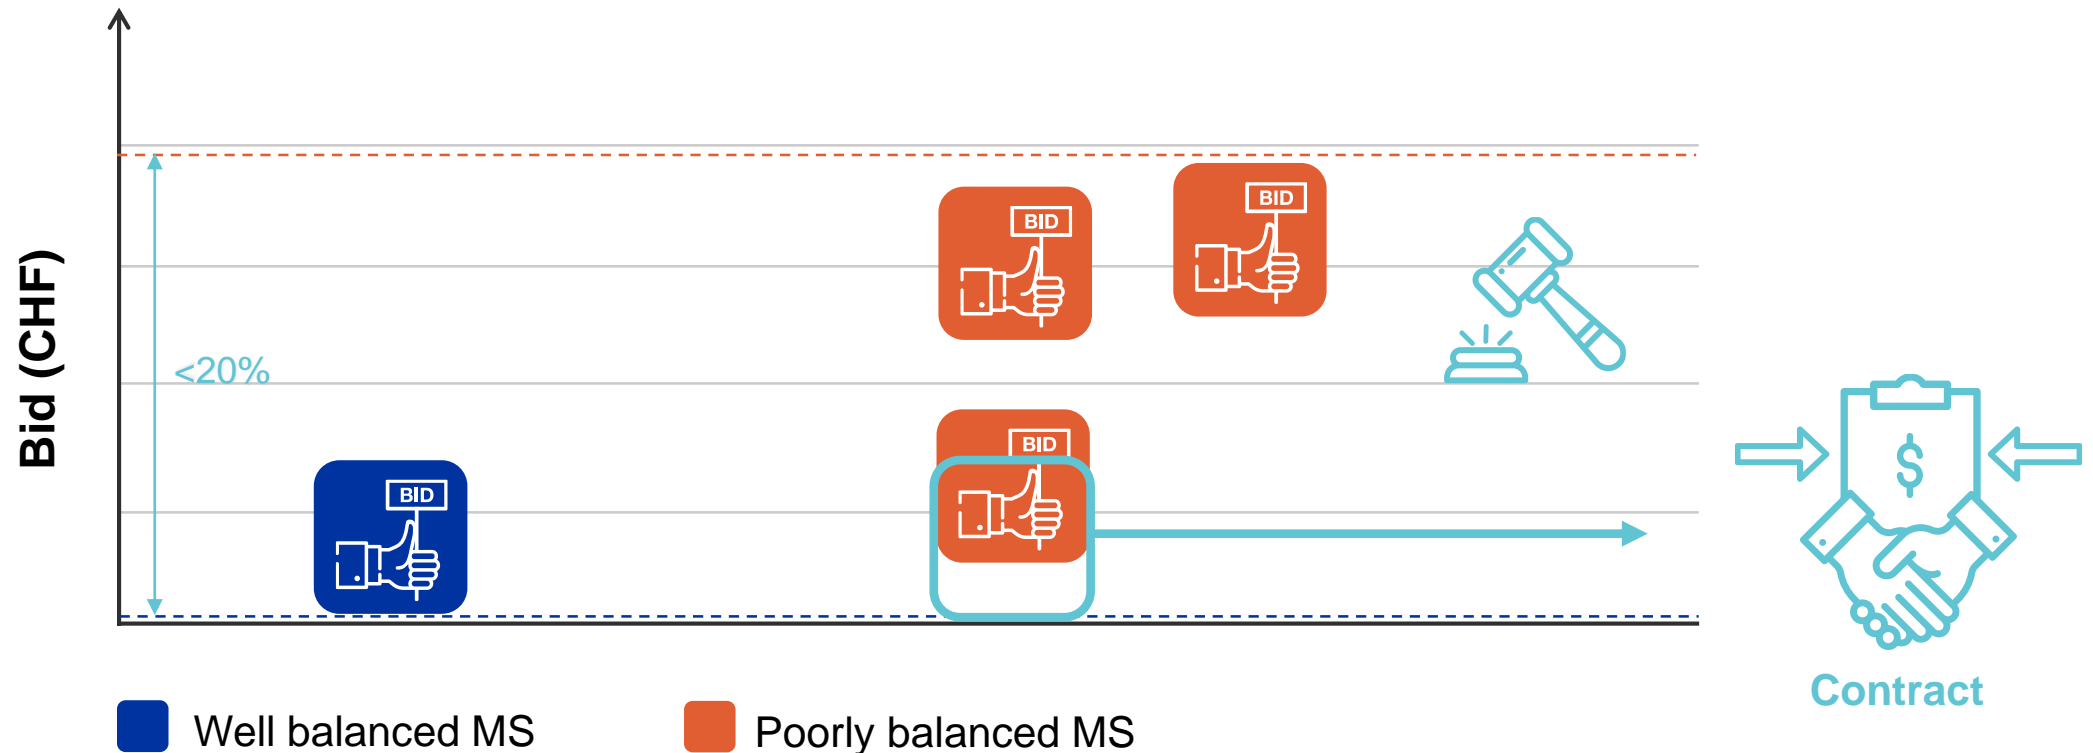 Bid (CHF)
<20%
BID
BID
BID
BID
$
Contract
Well balanced MS
Poorly balanced MS